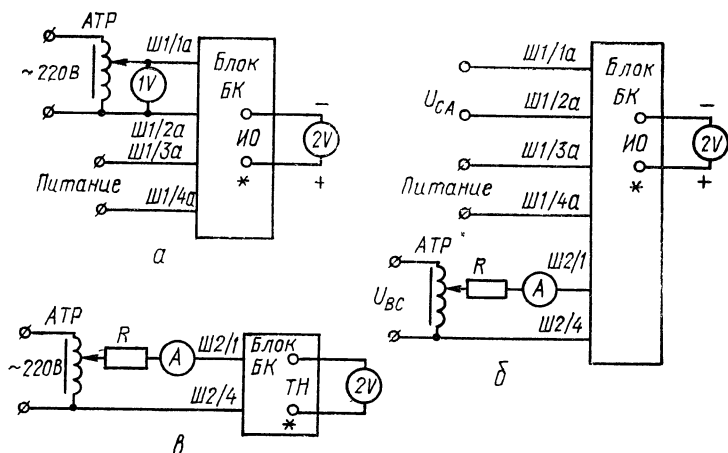 АТР
Ш1/1а
~220В
1V
Блок
БК
ИО
*
−
2V
+
Ш1/2а
Ш1/3а
Питание
Ш1/4а
а
Ш1/1а
UСА
Ш1/2а
Ш1/3а
Питание
Ш1/4а
Блок
БК
ИО
*
−
2V
+
АТР
R
А
Ш2/1
UВС
Ш2/4
б
АТР
~220В
R
А
Ш2/1
Ш2/4
Блок
БК
ТН
*
2V
в